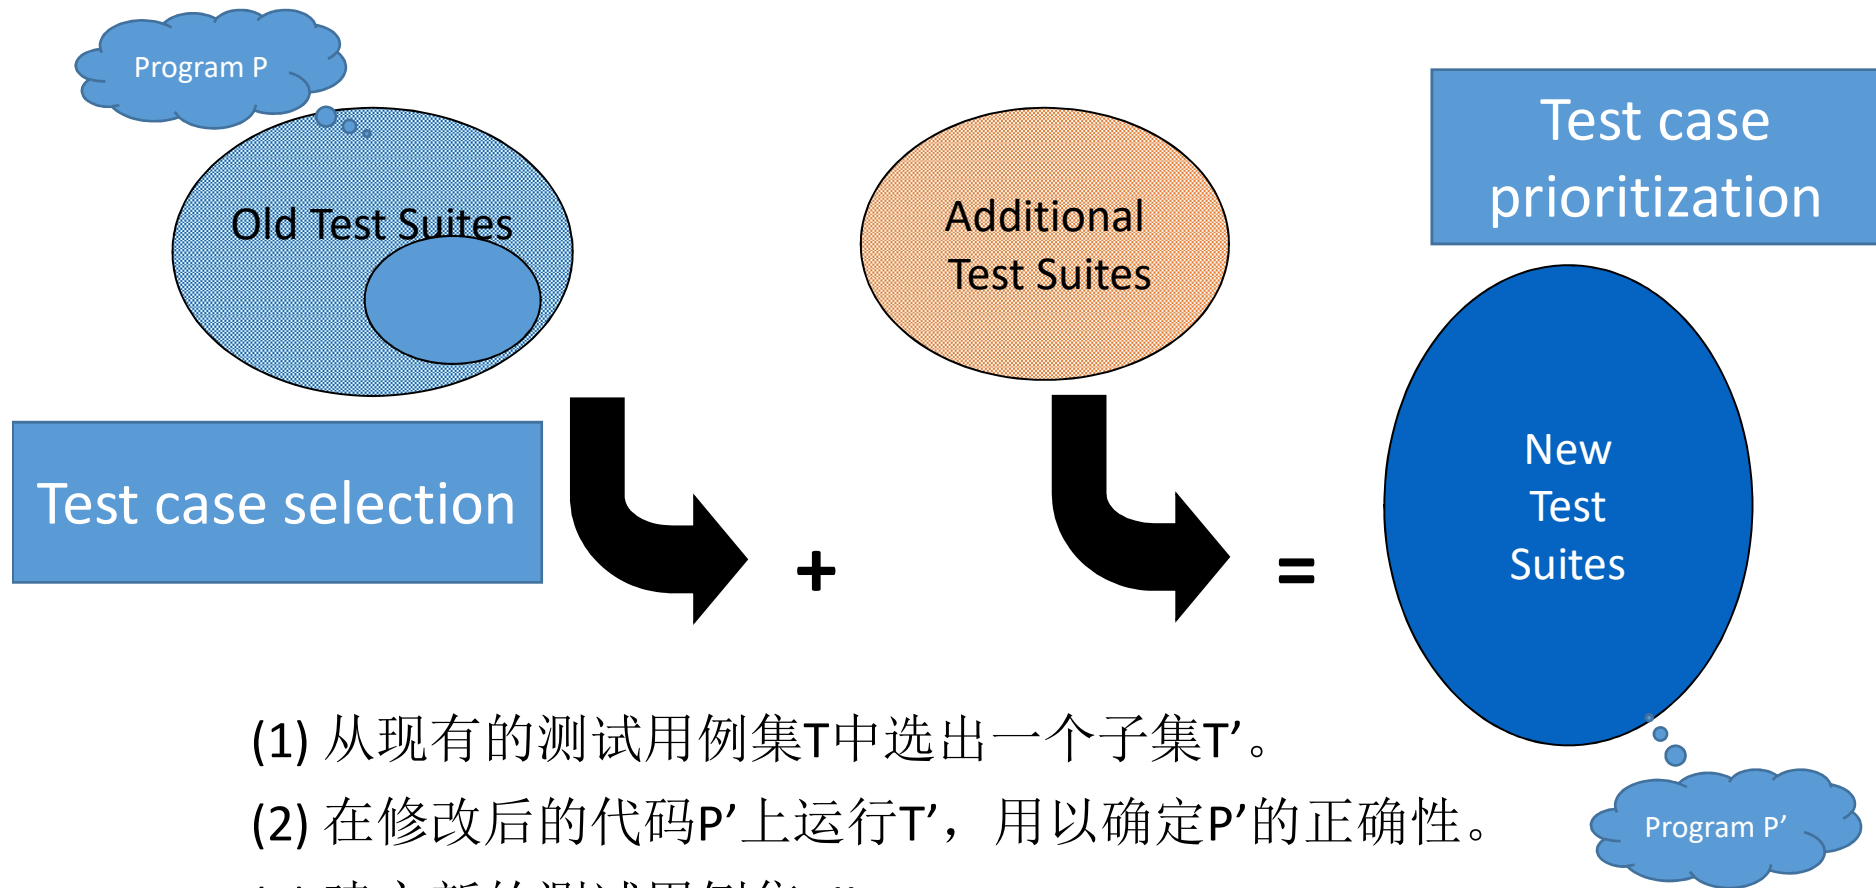 Program P
Old Test Suites
Additional
Test Suites
Test case
prioritization
Test case selection
+
=
New
Test
Suites
(1) 从现有的测试用例集T中选出一个子集T’。
(2) 在修改后的代码P’上运行T’，用以确定P’的正确性。
Program P’